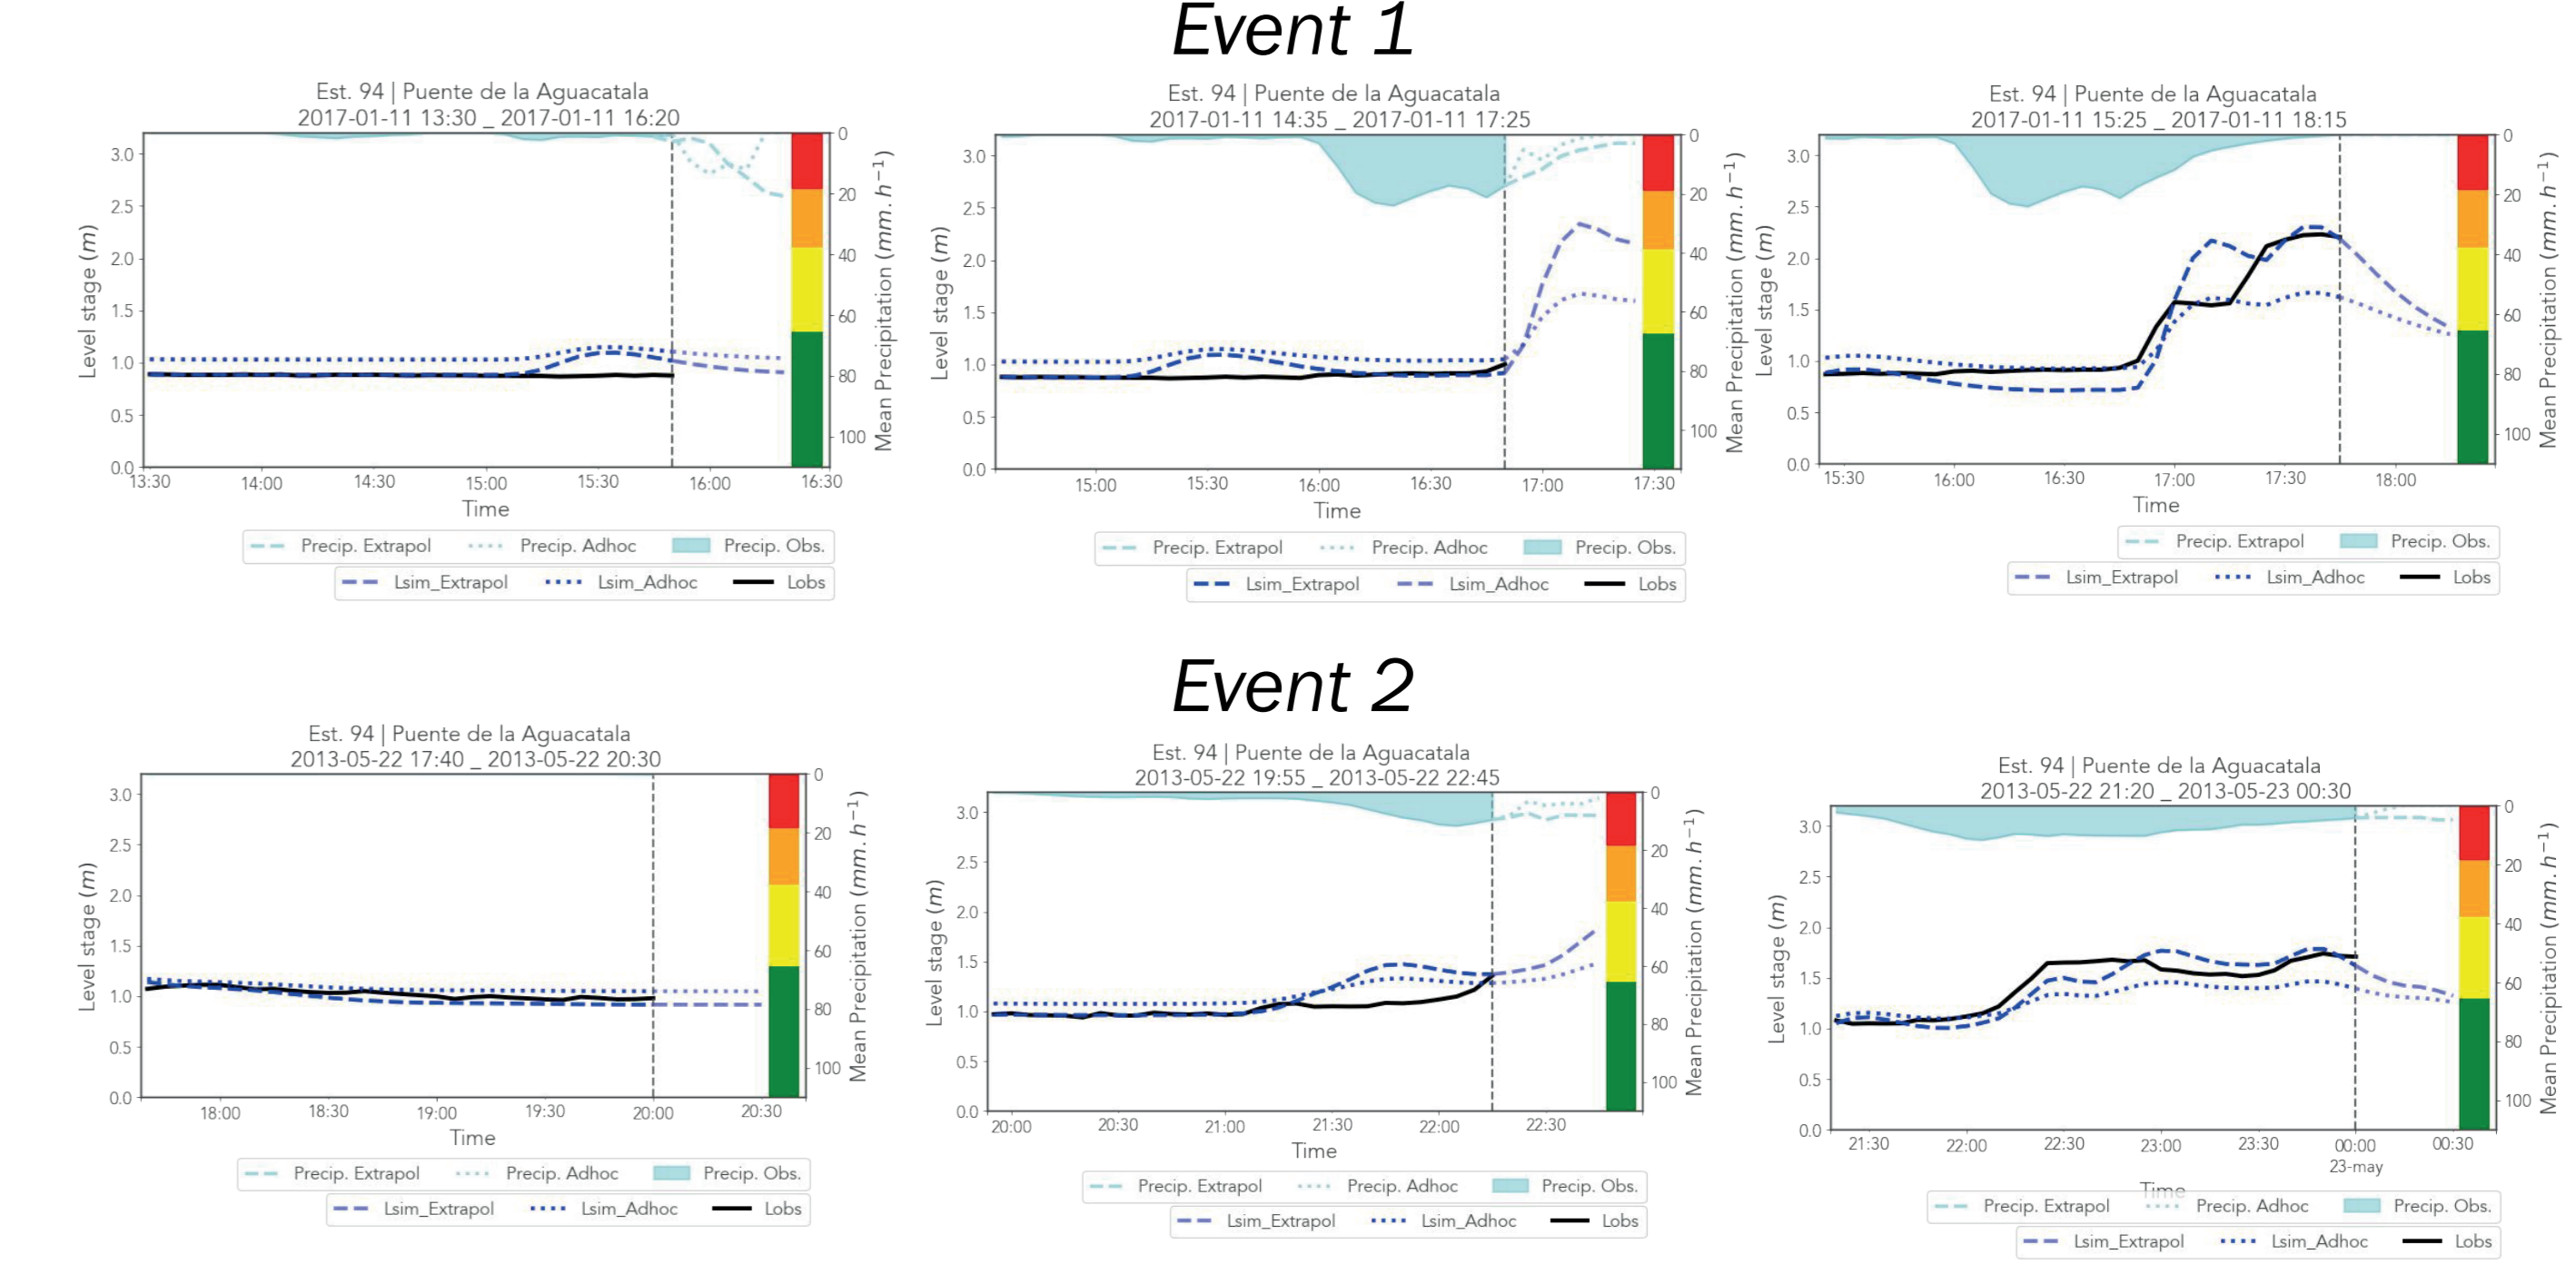 Event 1
Est. 94 | Puente de la Aguacatala
2017-01-11 13:30 _ 2017-01-11 16:20
Level stage (m)
3.0
2.5
2.0
1.5
1.0
0.5
0.0
13:30 14:00 14:30 15:00 15:30 16:00 16:30
Time
0
20
40
60
80
100
Mean Precipitation (mm. h⁻¹)
Precip. Extrapol Precip. Adhoc Precip. Obs.
Lsim_Extrapol Lsim_Adhoc Lobs
Est. 94 | Puente de la Aguacatala
2017-01-11 14:35 _ 2017-01-11 17:25
Level stage (m)
3.0
2.5
2.0
1.5
1.0
0.5
0.0
15:00 15:30 16:00 16:30 17:00 17:30
Time
0
20
40
60
80
100
Mean Precipitation (mm. h⁻¹)
Precip. Extrapol Precip. Adhoc Precip. Obs.
Lsim_Extrapol Lsim_Adhoc Lobs
Est. 94 | Puente de la Aguacatala
2017-01-11 15:25 _ 2017-01-11 18:15
Level stage (m)
3.0
2.5
2.0
1.5
1.0
0.5
0.0
15:30 16:00 16:30 17:00 17:30 18:00
Time
0
20
40
60
80
100
Mean Precipitation (mm. h⁻¹)
Precip. Extrapol Precip. Obs.
Lsim_Extrapol Lsim_Adhoc Lobs
Event 2
Est. 94 | Puente de la Aguacatala
2013-05-22 17:40 _ 2013-05-22 20:30
Level stage (m)
3.0
2.5
2.0
1.5
1.0
0.5
0.0
18:00 18:30 19:00 19:30 20:00 20:30
Time
0
20
40
60
80
100
Mean Precipitation (mm. h⁻¹)
Precip. Extrapol Precip. Adhoc Precip. Obs.
Lsim_Extrapol Lsim_Adhoc Lobs
Est. 94 | Puente de la Aguacatala
2013-05-22 19:55 _ 2013-05-22 22:45
Level stage (m)
3.0
2.5
2.0
1.5
1.0
0.5
0.0
20:00 20:30 21:00 21:30 22:00 22:30
Time
0
20
40
60
80
100
Mean Precipitation (mm. h⁻¹)
Precip. Extrapol Precip. Adhoc Precip. Obs.
Lsim_Extrapol Lsim_Adhoc Lobs
Est. 94 | Puente de la Aguacatala
2013-05-22 21:20 _ 2013-05-23 00:30
Level stage (m)
3.0
2.5
2.0
1.5
1.0
0.5
0.0
21:30 22:00 22:30 23:00 23:30 00:00 00:30
23-may
Time
0
20
40
60
80
100
Mean Precipitation (mm. h⁻¹)
Precip. Extrapol Precip. Adhoc Precip. Obs.
Lsim_Extrapol Lsim_Adhoc Lobs